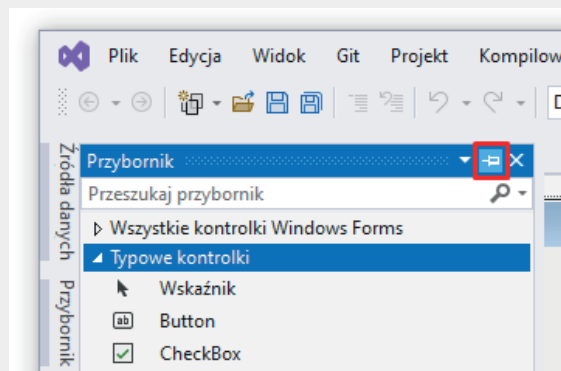 Plik Edycja Widok Git Projekt Kompilow
D
Źródła danych
Przybornik
Przybornik
Przeszukaj przybornik
Wszystkie kontrolki Windows Forms
Typowe kontrolki
Wskaźnik
ab Button
CheckBox